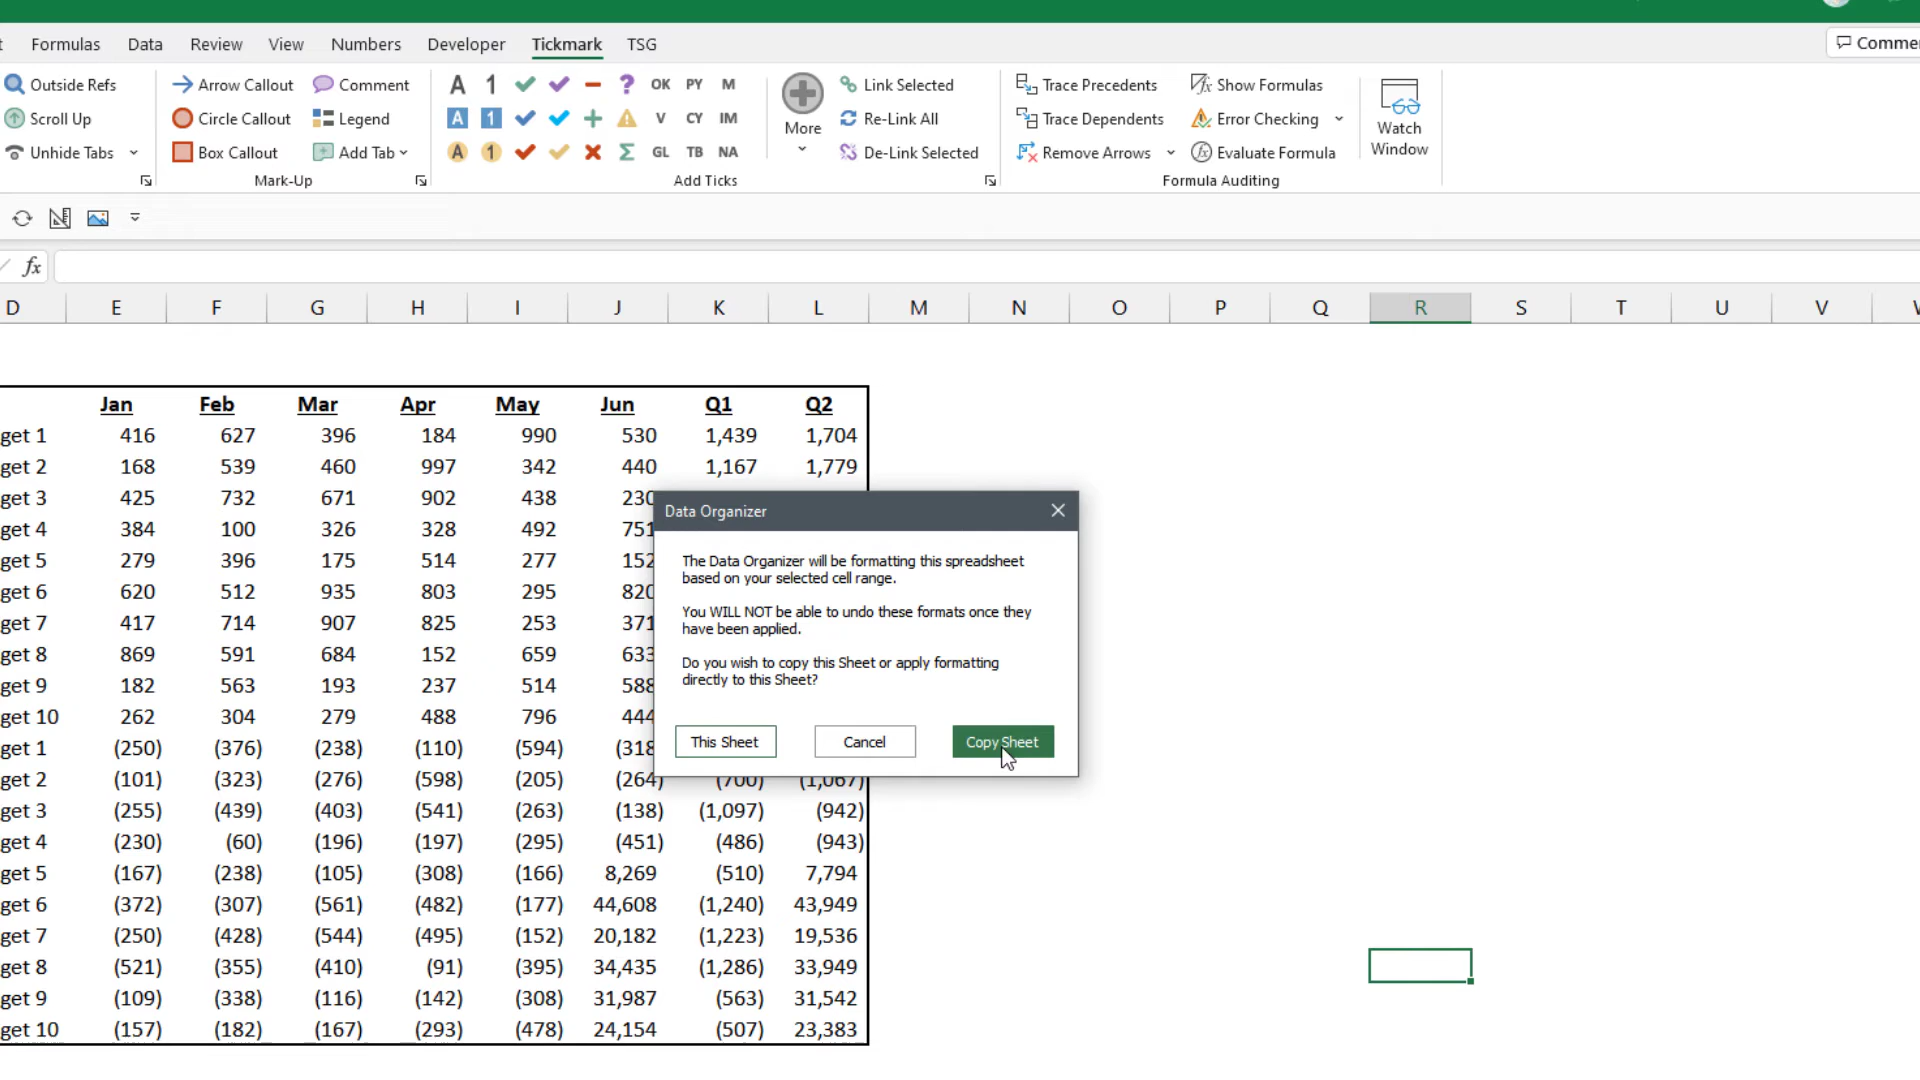 t Formulas Data Review View Numbers Developer Tickmark TSG Comme
Outside Refs Arrow Callout Comment A 1 ? OK PY M Link Selected Trace Precedents Show Formulas
Scroll Up Circle Callout Legend A 1 V CY IM Re-Link All Trace Dependents Error Checking
Unhide Tabs Box Callout Add Tab A 1 Σ GL TB NA More De-Link Selected Remove Arrows Evaluate Formula Watch Window
Mark-Up Add Ticks Formula Auditing
fx
D E F G H I J K L M N O P Q R S T U V
Jan Feb Mar Apr May Jun Q1 Q2
get 1 416 627 396 184 990 530 1,439 1,704
get 2 168 539 460 997 342 440 1,167 1,779
get 3 425 732 671 902 438 230
get 4 384 100 326 328 492 751
get 5 279 396 175 514 277 152
get 6 620 512 935 803 295 820
get 7 417 714 907 825 253 371
get 8 869 591 684 152 659 633
get 9 182 563 193 237 514 588
get 10 262 304 279 488 796 444
get 1 (250) (376) (238) (110) (594) (318
get 2 (101) (323) (276) (598) (205) (264) (700) (1,067)
get 3 (255) (439) (403) (541) (263) (138) (1,097) (942)
get 4 (230) (60) (196) (197) (295) (451) (486) (943)
get 5 (167) (238) (105) (308) (166) 8,269 (510) 7,794
get 6 (372) (307) (561) (482) (177) 44,608 (1,240) 43,949
get 7 (250) (428) (544) (495) (152) 20,182 (1,223) 19,536
get 8 (521) (355) (410) (91) (395) 34,435 (1,286) 33,949
get 9 (109) (338) (116) (142) (308) 31,987 (563) 31,542
get 10 (157) (182) (167) (293) (478) 24,154 (507) 23,383
Data Organizer
The Data Organizer will be formatting this spreadsheet
based on your selected cell range.
You WILL NOT be able to undo these formats once they
have been applied.
Do you wish to copy this Sheet or apply formatting
directly to this Sheet?
This Sheet Cancel Copy Sheet